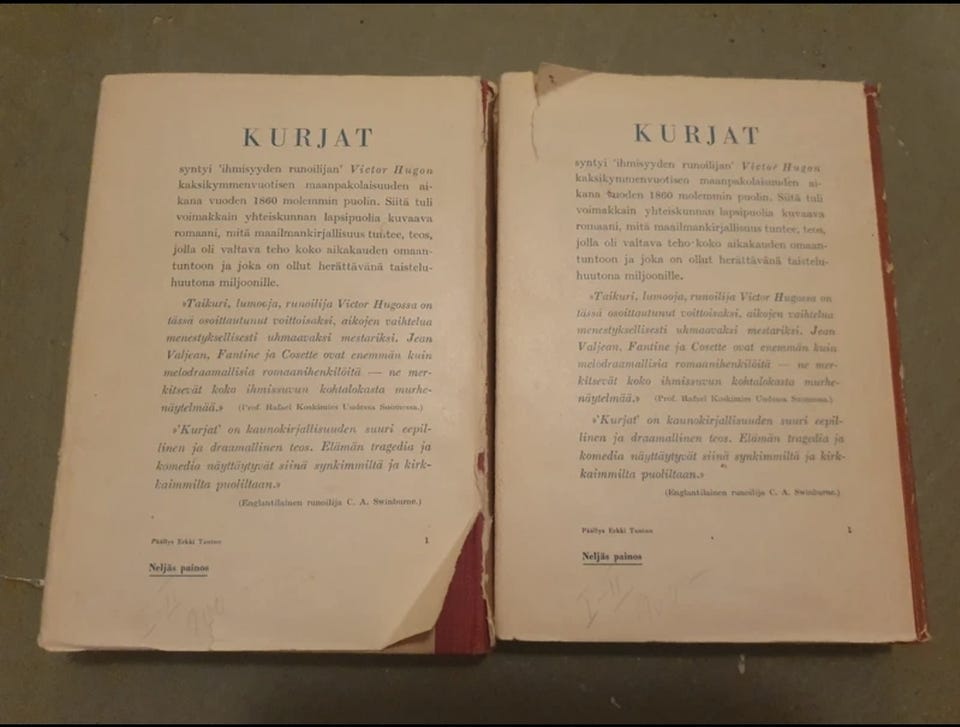 KURJAT
syntyi 'ihmisyyden runoilijan' Victor Hugon
kaksikymmenvuotisen maanpakolaisuuden ai-
kana vuoden 1860 molemmin puolin. Siitä tuli
voimakkain yhteiskunnan lapsipuolia kuvaava
romaani, mitä maailmankirjallisuus tuntee, teos,
jolla oli valtava teho koko aikakauden omaan-
tuntoon ja joka on ollut herättävänä taistelu-
huutona miljoonille.
»Taikuri, lumooja, runoilija Victor Hugossa on
tässä osoittautunut voittoisaksi, aikojen vaihtelua
menestyksellisesti uhmaavaksi mestariksi. Jean
Valjean, Fantine ja Cosette ovat enemmän kuin
melodraamallisia romaanihenkilöitä — ne mer-
kitsevät koko ihmissuvun kohtalokasta murhe-
näytelmää.» (Prof. Rafael Koskimies Uudessa Suomessa.)
»'Kurjat' on kaunokirjallisuuden suuri eepil-
linen ja draamallinen teos. Elämän tragedia ja
komedia näyttäytyvät siinä synkimmiltä ja kirk-
kaimmilta puoliltaan.»
(Englantilainen runoilija C. A. Swinburne.)
Päällys Erkki Tanttu
1
Neljäs painos
I-II
KURJAT
syntyi 'ihmisyyden runoilijan' Victor Hugon
kaksikymmenvuotisen maanpakolaisuuden ai-
kana vuoden 1860 molemmin puolin. Siitä tuli
voimakkain yhteiskunnan lapsipuolia kuvaava
romaani, mitä maailmankirjallisuus tuntee, teos,
jolla oli valtava teho koko aikakauden omaan-
tuntoon ja joka on ollut herättävänä taistelu-
huutona miljoonille.
»Taikuri, lumooja, runoilija Victor Hugossa on
tässä osoittautunut voittoisaksi, aikojen vaihtelua
menestyksellisesti uhmaavaksi mestariksi. Jean
Valjean, Fantine ja Cosette ovat enemmän kuin
melodraamallisia romaanihenkilöitä — ne mer-
kitsevät koko ihmissuvun kohtalokasta murhe-
näytelmää.» (Prof. Rafael Koskimies Uudessa Suomessa.)
»'Kurjat' on kaunokirjallisuuden suuri eepil-
linen ja draamallinen teos. Elämän tragedia ja
komedia näyttäytyvät siinä synkimmiltä ja kirk-
kaimmilta puoliltaan.»
(Englantilainen runoilija C. A. Swinburne.)
Päällys Erkki Tanttu
1
Neljäs painos
I-II